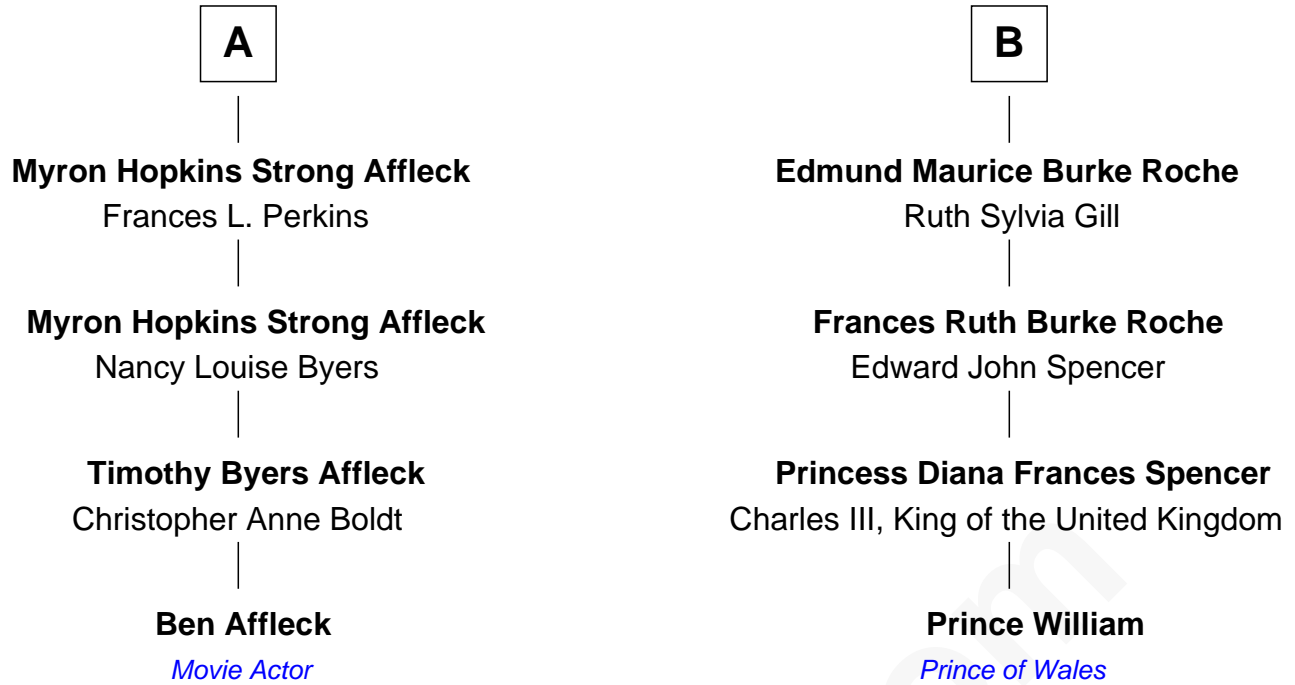 A
B
Myron Hopkins Strong Affleck
Frances L. Perkins
Edmund Maurice Burke Roche
Ruth Sylvia Gill
Myron Hopkins Strong Affleck
Nancy Louise Byers
Frances Ruth Burke Roche
Edward John Spencer
Timothy Byers Affleck
Christopher Anne Boldt
Princess Diana Frances Spencer
Charles III, King of the United Kingdom
Ben Affleck
Movie Actor
Prince William
Prince of Wales